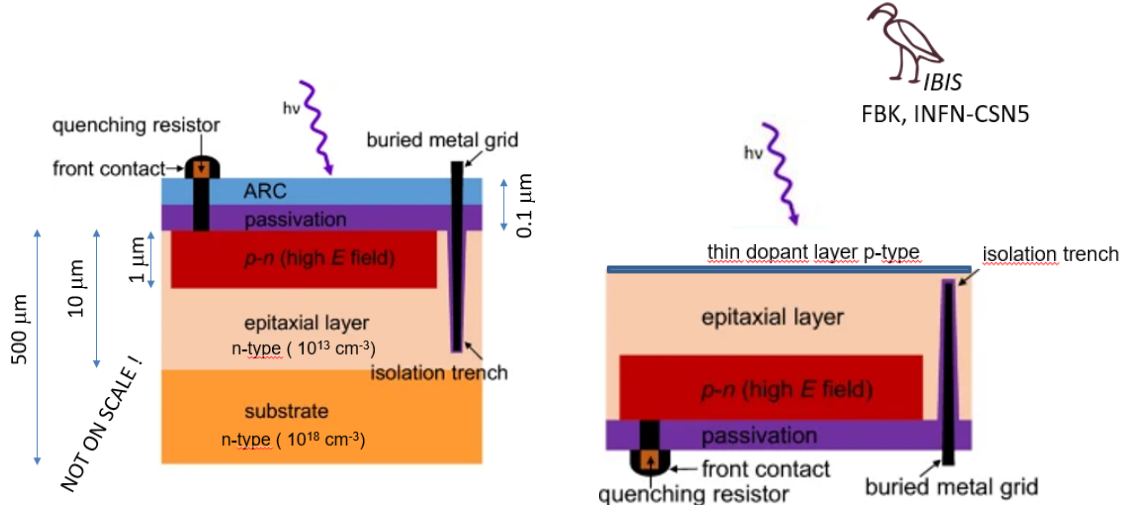 IBIS
FBK, INFN-CSN5
hν
quenching resistor
front contact
buried metal grid
ARC
passivation
0.1 µm
p-n (high E field)
1 µm
10 µm
500 µm
epitaxial layer
n-type ( 10¹³ cm⁻³)
isolation trench
substrate
n-type ( 10¹⁸ cm⁻³)
NOT ON SCALE !
hν
thin dopant layer p-type
isolation trench
epitaxial layer
p-n (high E field)
passivation
front contact
quenching resistor
buried metal grid